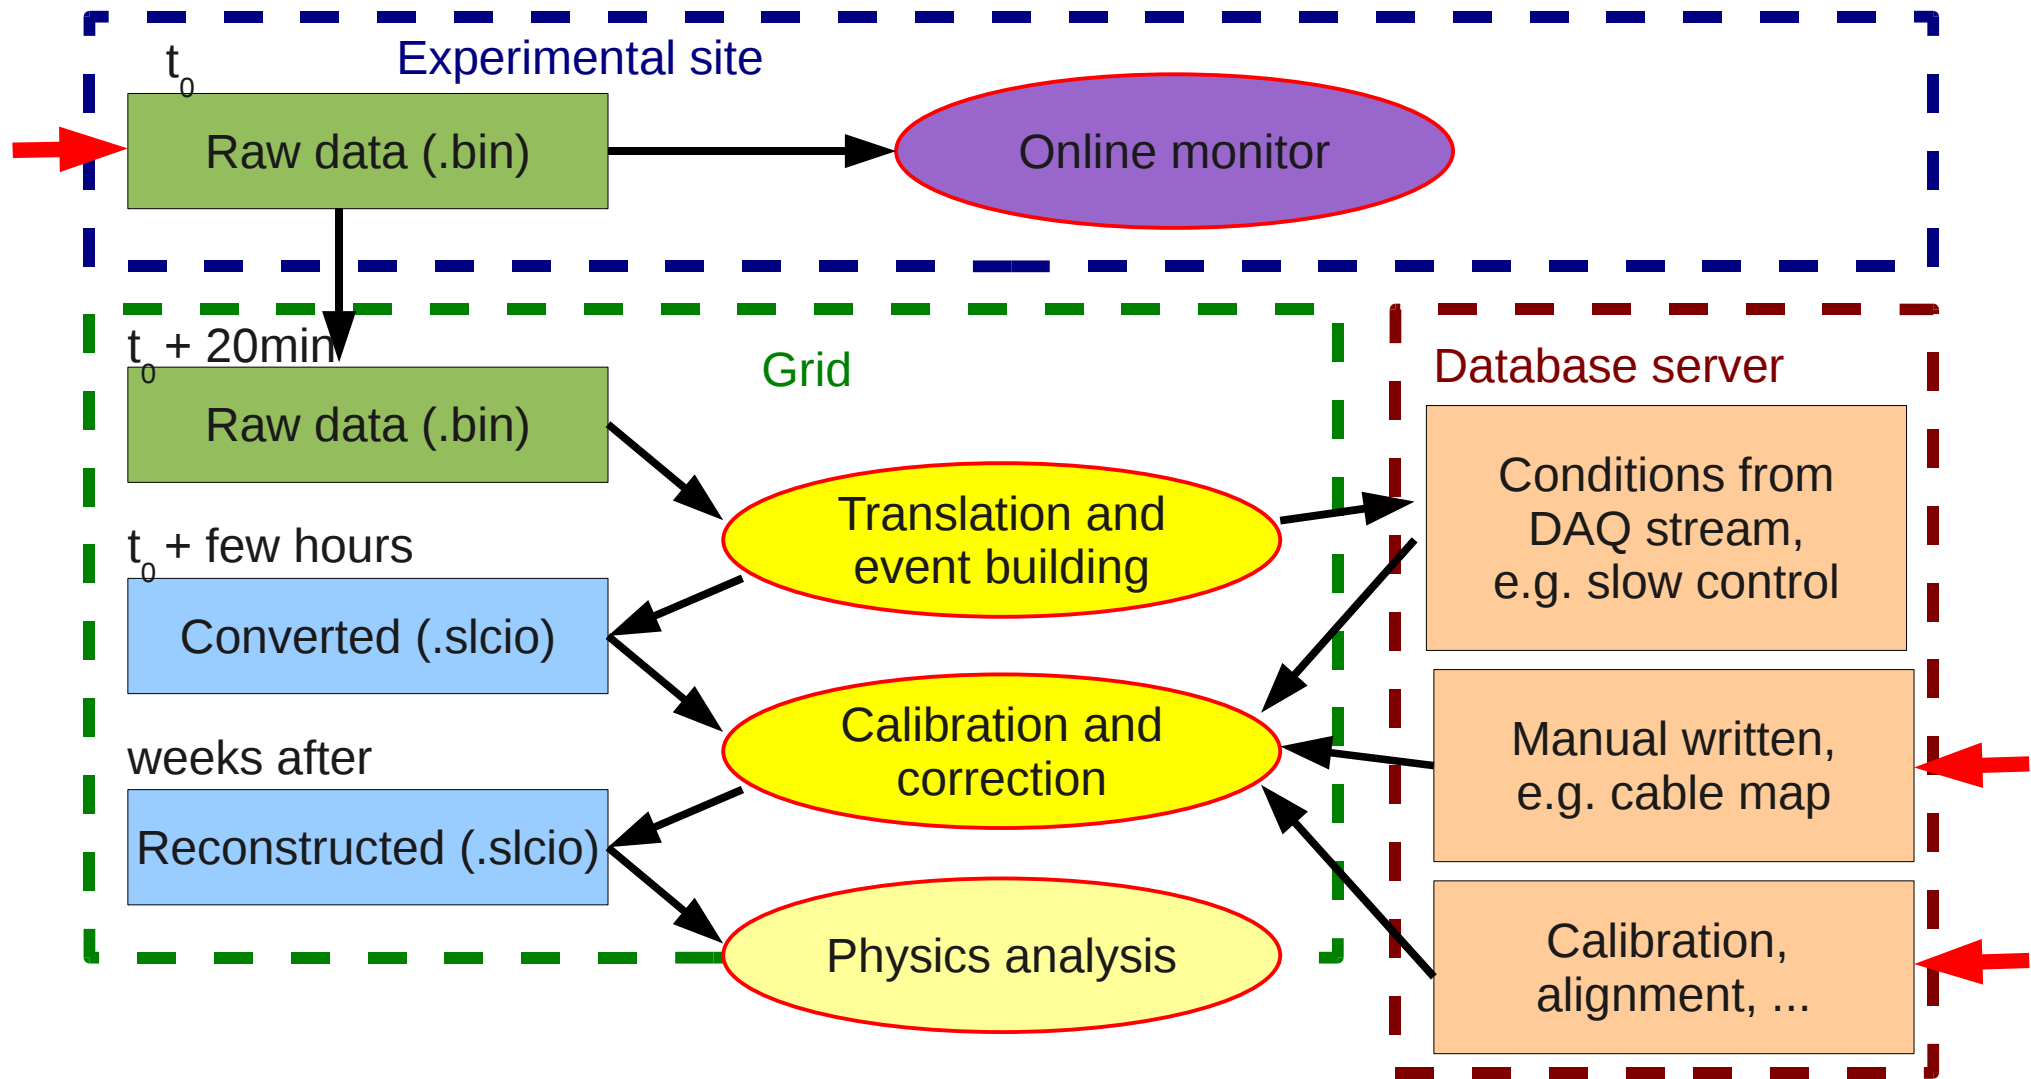 Experimental site
t0
Raw data (.bin)
Online monitor
t0 + 20min
Grid
Database server
Raw data (.bin)
Conditions from
DAQ stream,
e.g. slow control
Translation and
event building
t0 + few hours
Converted (.slcio)
Calibration and
correction
Manual written,
e.g. cable map
weeks after
Reconstructed (.slcio)
Physics analysis
Calibration,
alignment, ...